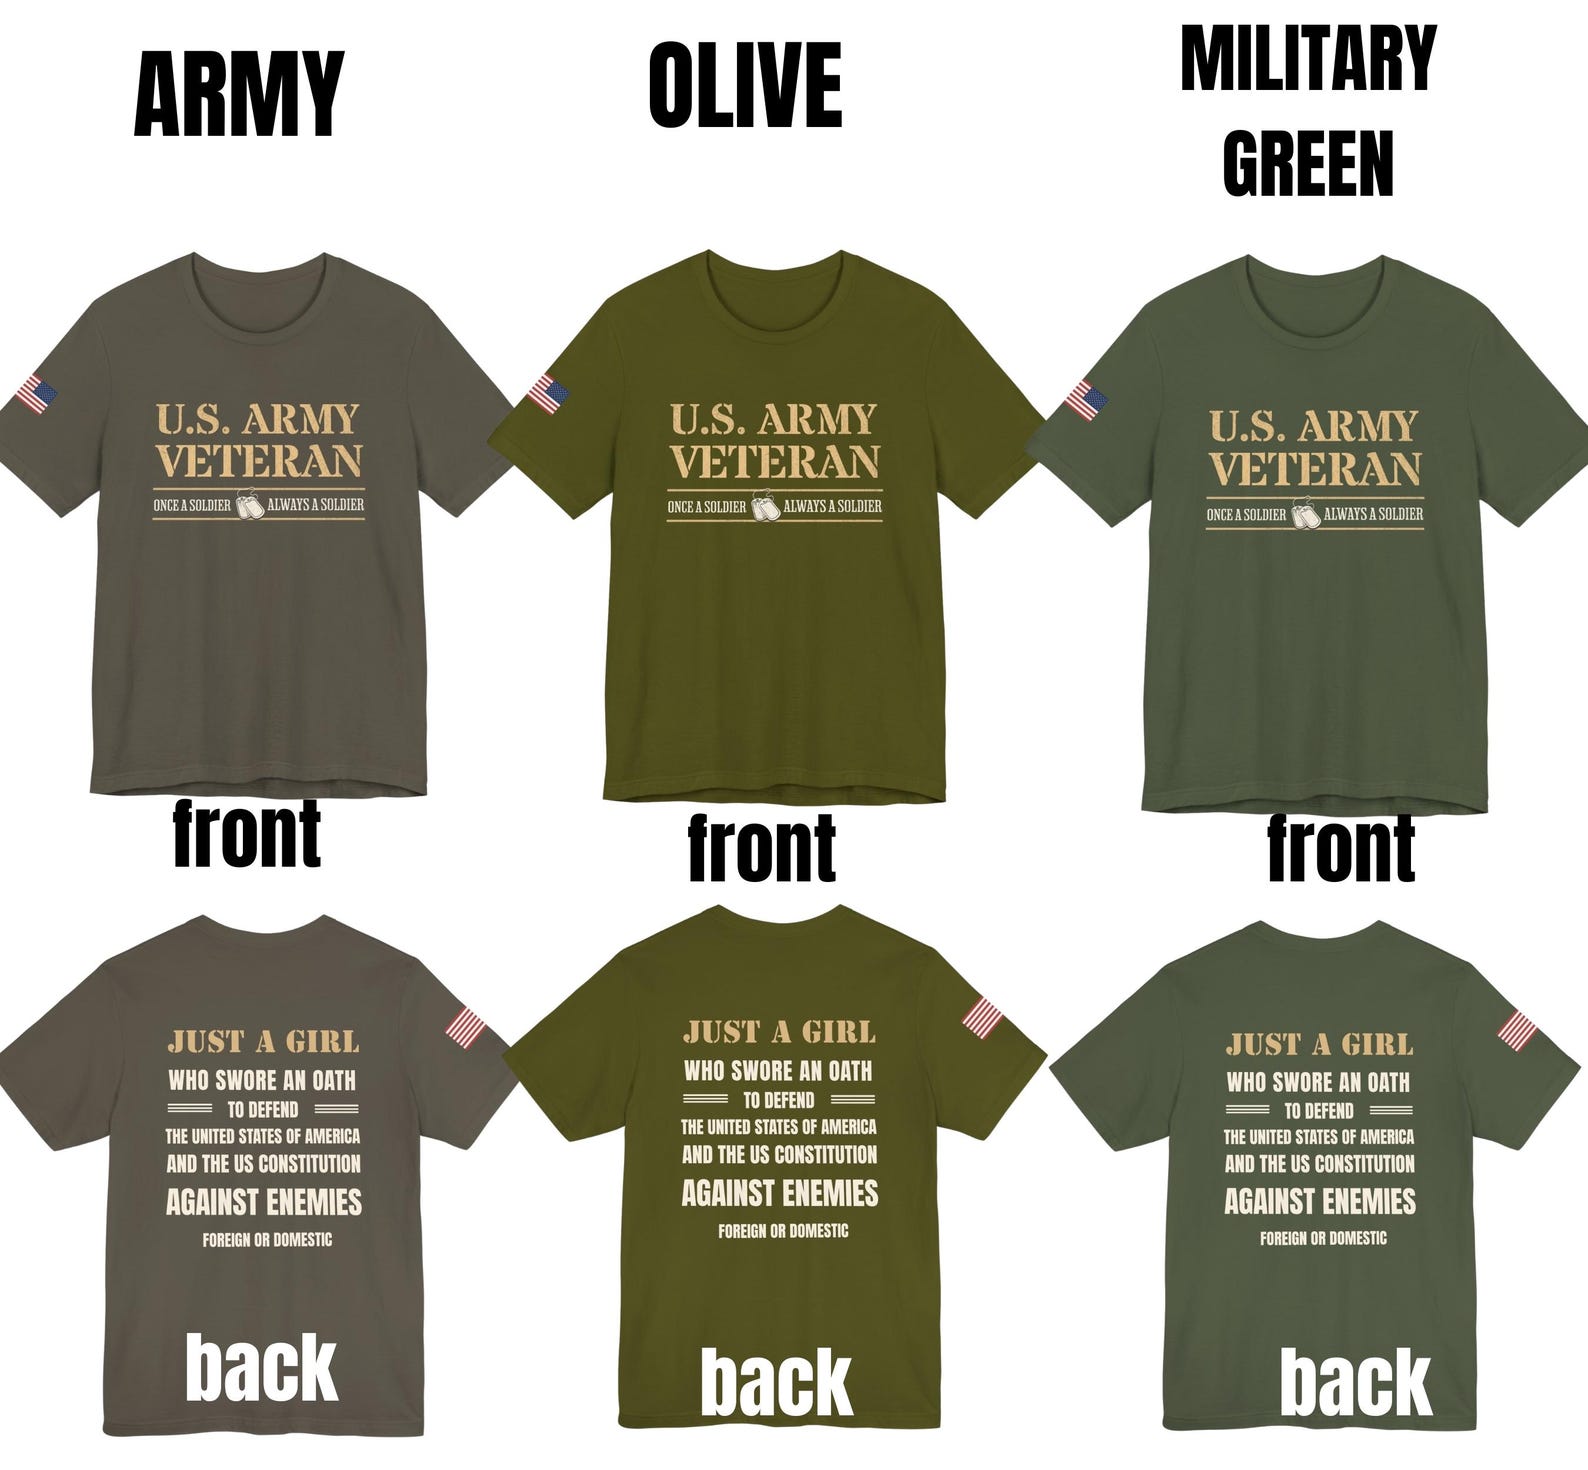 ARMY
OLIVE
MILITARY
GREEN
U.S. ARMY
VETERAN
ONCE A SOLDIER ALWAYS A SOLDIER
U.S. ARMY
VETERAN
ONCE A SOLDIER ALWAYS A SOLDIER
U.S. ARMY
VETERAN
ONCE A SOLDIER ALWAYS A SOLDIER
front
front
front
JUST A GIRL
WHO SWORE AN OATH
TO DEFEND
THE UNITED STATES OF AMERICA
AND THE US CONSTITUTION
AGAINST ENEMIES
FOREIGN OR DOMESTIC
back
JUST A GIRL
WHO SWORE AN OATH
TO DEFEND
THE UNITED STATES OF AMERICA
AND THE US CONSTITUTION
AGAINST ENEMIES
FOREIGN OR DOMESTIC
back
JUST A GIRL
WHO SWORE AN OATH
TO DEFEND
THE UNITED STATES OF AMERICA
AND THE US CONSTITUTION
AGAINST ENEMIES
FOREIGN OR DOMESTIC
back